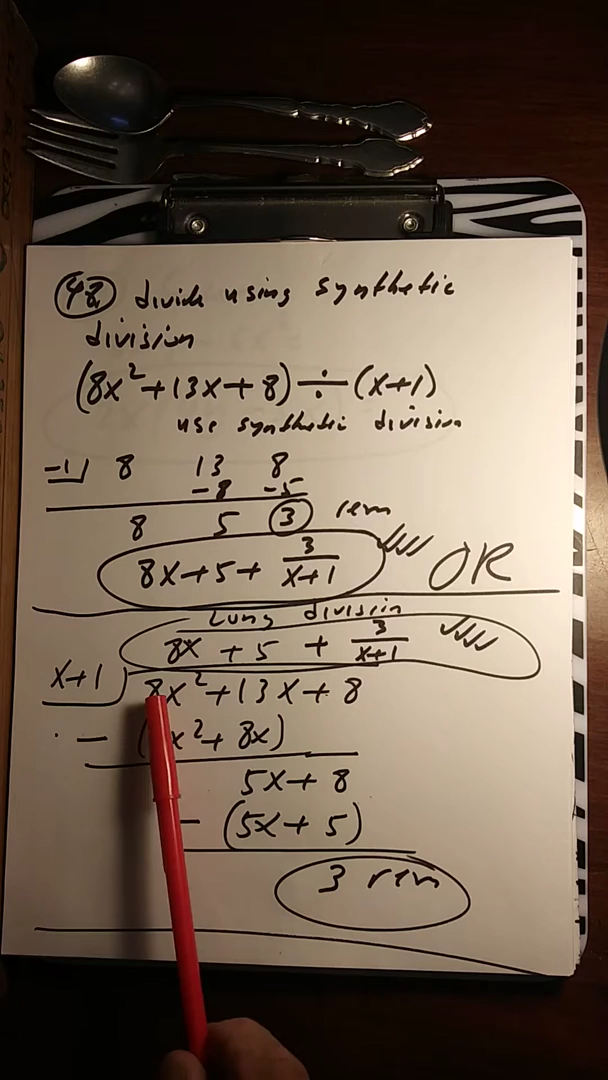 48 divide using synthetic
division
(8x² + 13x + 8) ÷ (x+1)
use synthetic division
-1 8 13 8
-8 -5
8 5 3 rem
8x + 5 + 3/(x+1) OR
Lung division
8x + 5 + 3/(x+1)
x+1 8x² + 13x + 8
- ( x² + 8x)
5x + 8
- (5x + 5)
3 rem